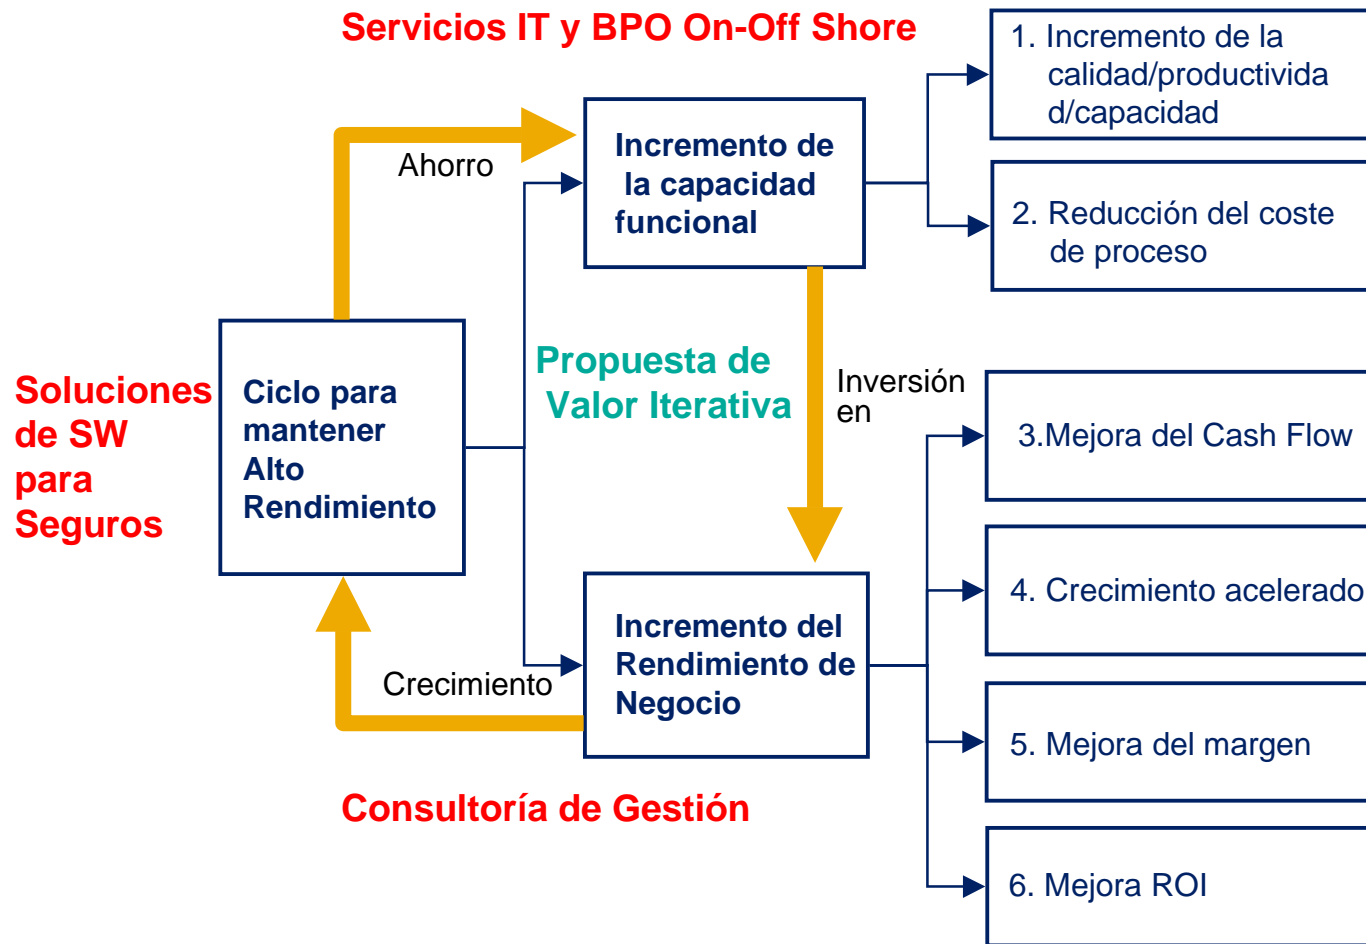 Servicios IT y BPO On-Off Shore
1. Incremento de la
calidad/productivida
d/capacidad
Ahorro
Incremento de
la capacidad
funcional
2. Reducción del coste
de proceso
Soluciones
de SW
para
Seguros
Ciclo para
mantener
Alto
Rendimiento
Propuesta de
Valor Iterativa
Inversión
en
3.Mejora del Cash Flow
4. Crecimiento acelerado
Incremento del
Rendimiento de
Negocio
Crecimiento
5. Mejora del margen
Consultoría de Gestión
6. Mejora ROI